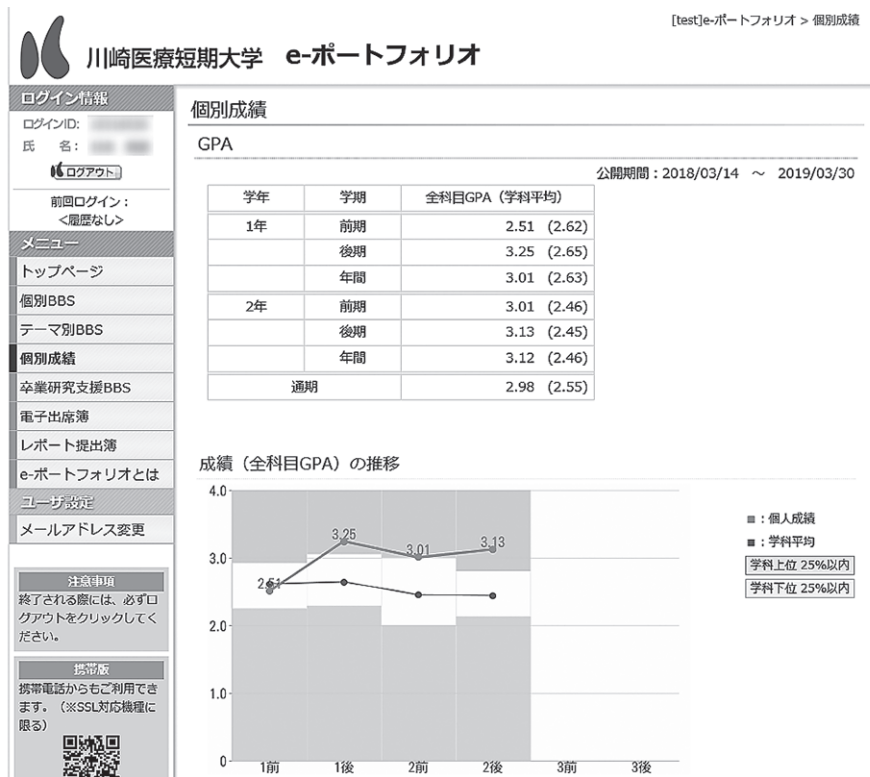 [test]e-ポートフォリオ > 個別成績
川崎医療短期大学 e-ポートフォリオ
ログイン情報
ログインID:
氏 名:
ログアウト
前回ログイン:
<履歴なし>
メニュー
トップページ
個別BBS
テーマ別BBS
個別成績
卒業研究支援BBS
電子出席簿
レポート提出簿
e-ポートフォリオとは
ユーザ設定
メールアドレス変更
注意事項
終了される際には、必ずロ
グアウトをクリックしてく
ださい。
携帯版
携帯電話からもご利用でき
ます。(※SSL対応機種に
限る)
個別成績
GPA
公開期間:2018/03/14 ~ 2019/03/30
学年 学期 全科目GPA(学科平均)
1年 前期 2.51 (2.62)
後期 3.25 (2.65)
年間 3.01 (2.63)
2年 前期 3.01 (2.46)
後期 3.13 (2.45)
年間 3.12 (2.46)
通期 2.98 (2.55)
成績(全科目GPA)の推移
4.0
3.0
2.0
1.0
0
2.51
3.25
3.01
3.13
1前 1後 2前 2後 3前 3後
■:個人成績
■:学科平均
学科上位 25%以内
学科下位 25%以内